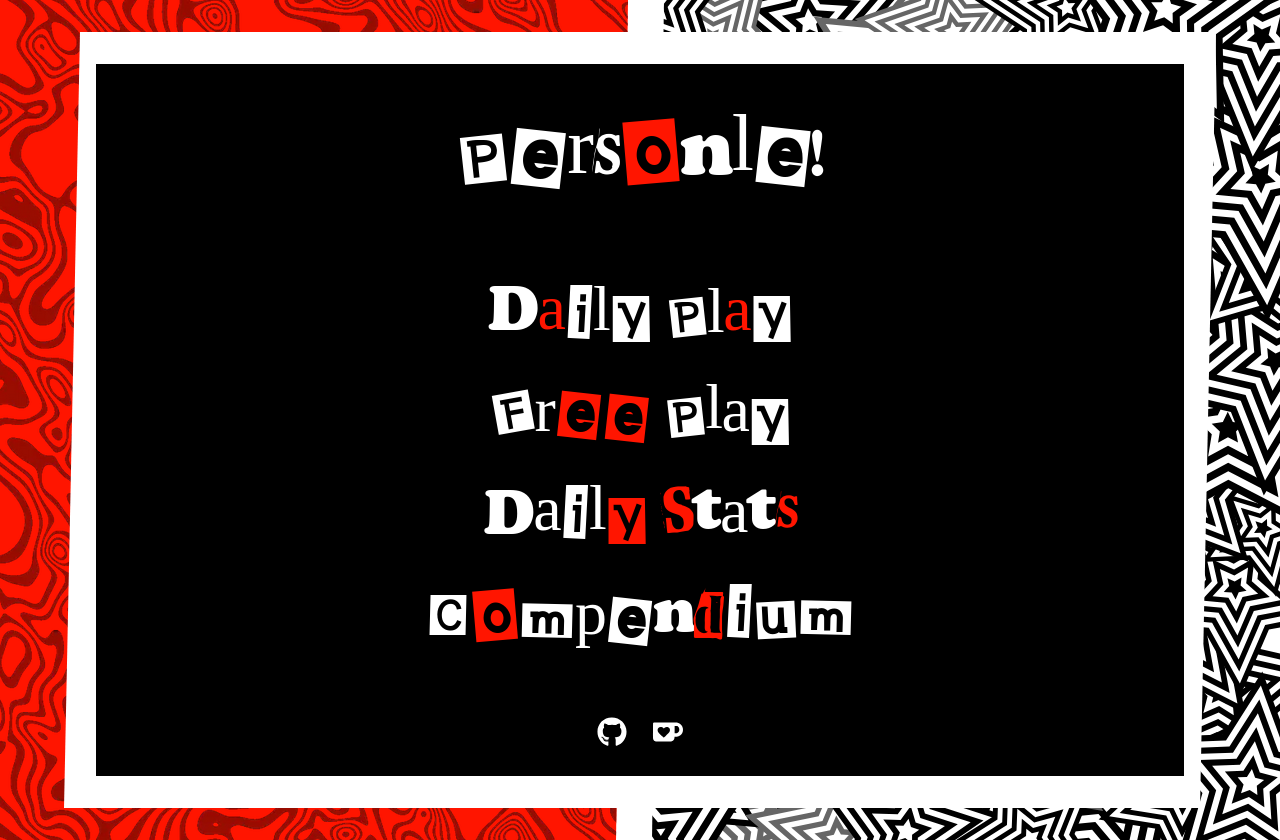 Personle!
Daily Play
Free Play
Daily Stats
Compendium